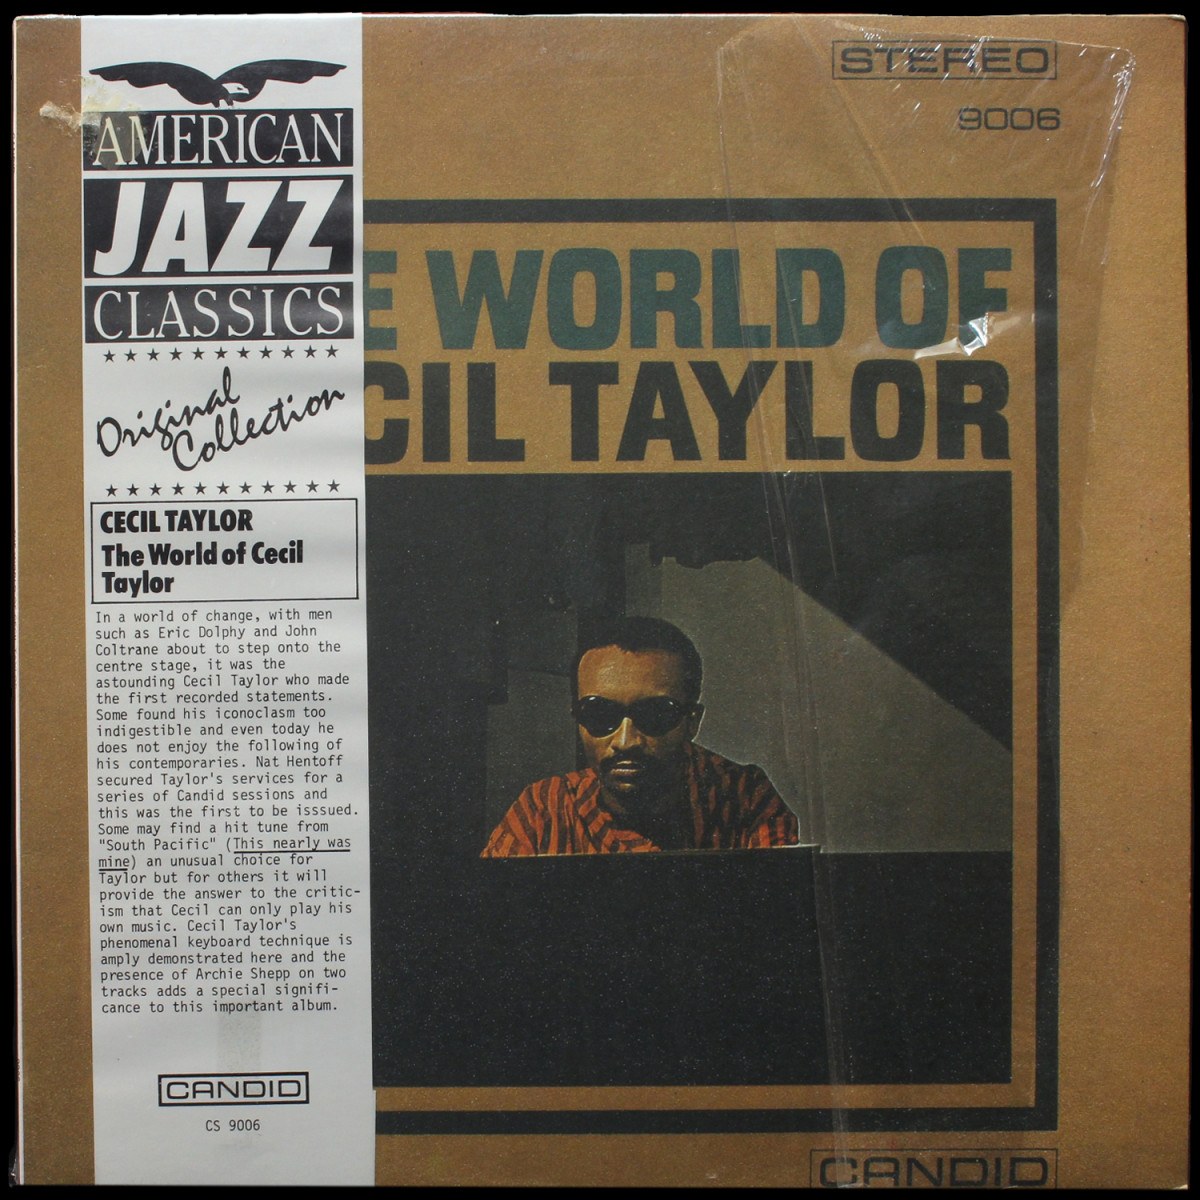 AMERICAN
JAZZ
CLASSICS
Original
Collection
CECIL TAYLOR
The World of Cecil
Taylor
In a world of change, with men
such as Eric Dolphy and John
Coltrane about to step onto the
centre stage, it was the
astounding Cecil Taylor who made
the first recorded statements.
Some found his iconoclasm too
indigestible and even today he
does not enjoy the following of
his contemporaries. Nat Hentoff
secured Taylor's services for a
series of Candid sessions and
this was the first to be isssued.
Some may find a hit tune from
"South Pacific" (This nearly was
mine) an unusual choice for
Taylor but for others it will
provide the answer to the critic-
ism that Cecil can only play his
own music. Cecil Taylor's
phenomenal keyboard technique is
amply demonstrated here and the
presence of Archie Shepp on two
tracks adds a special signifi-
cance to this important album.
CANDID
CS 9006
STEREO
9006
E WORLD OF
CIL TAYLOR
CANDID